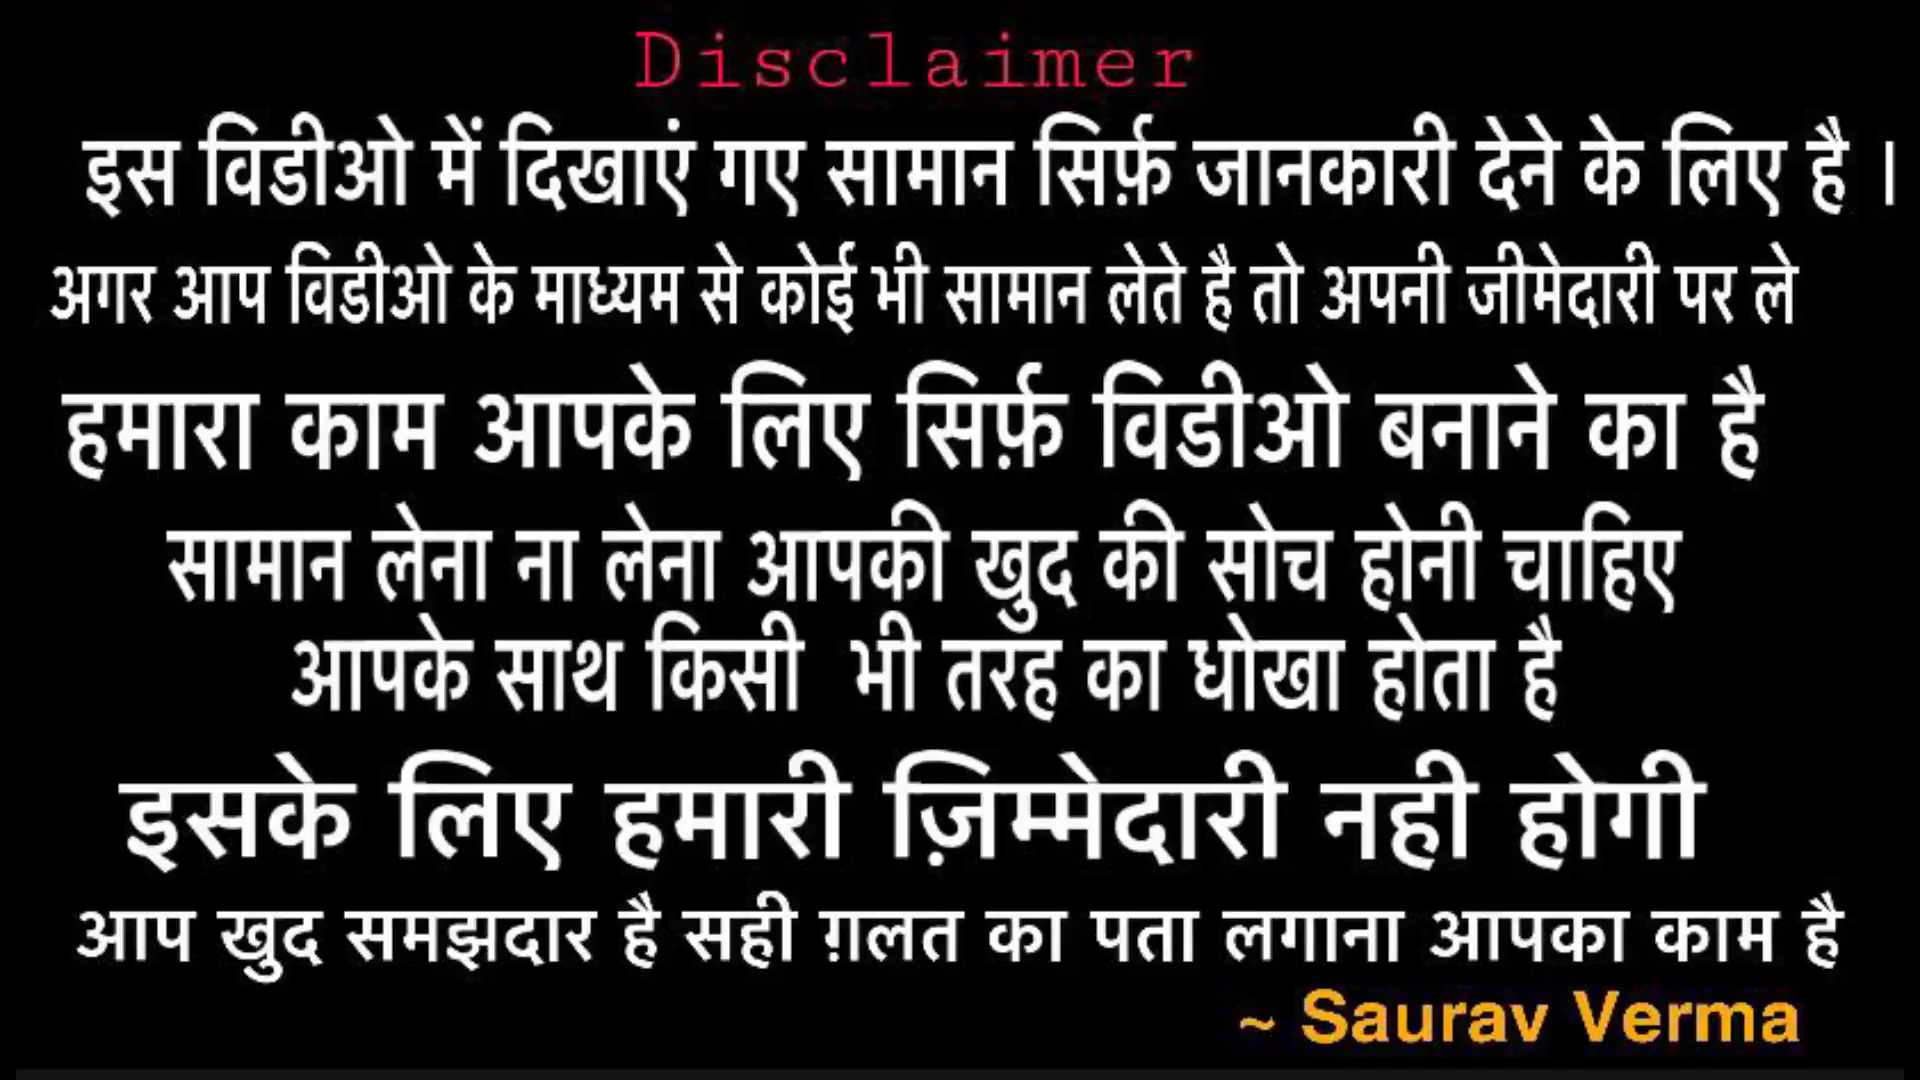 Disclaimer
इस विडीओ में दिखाएं गए सामान सिर्फ़ जानकारी देने के लिए है ।
अगर आप विडीओ के माध्यम से कोई भी सामान लेते है तो अपनी जीमेदारी पर ले
हमारा काम आपके लिए सिर्फ़ विडीओ बनाने का है
सामान लेना ना लेना आपकी खुद की सोच होनी चाहिए
आपके साथ किसी भी तरह का धोखा होता है
इसके लिए हमारी ज़िम्मेदारी नही होगी
आप खुद समझदार है सही ग़लत का पता लगाना आपका काम है
~ Saurav Verma